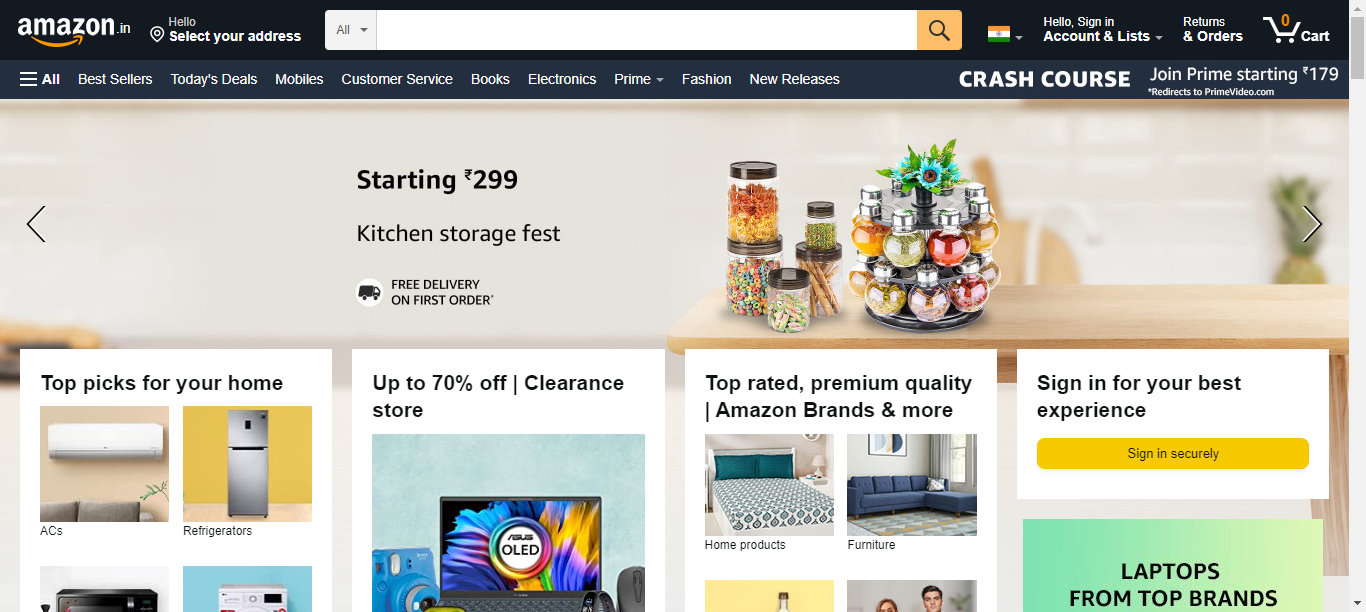 amazon.in
Hello
Select your address
All
Hello, Sign in
Account & Lists
Returns
& Orders
0
Cart
All
Best Sellers
Today's Deals
Mobiles
Customer Service
Books
Electronics
Prime
Fashion
New Releases
CRASH COURSE
Join Prime starting ₹179
*Redirects to PrimeVideo.com
Starting ₹299
Kitchen storage fest
FREE DELIVERY
ON FIRST ORDER*
Top picks for your home
ACs
Refrigerators
Up to 70% off | Clearance
store
ASUS
OLED
Top rated, premium quality
| Amazon Brands & more
Home products
Furniture
Sign in for your best
experience
Sign in securely
LAPTOPS
FROM TOP BRANDS